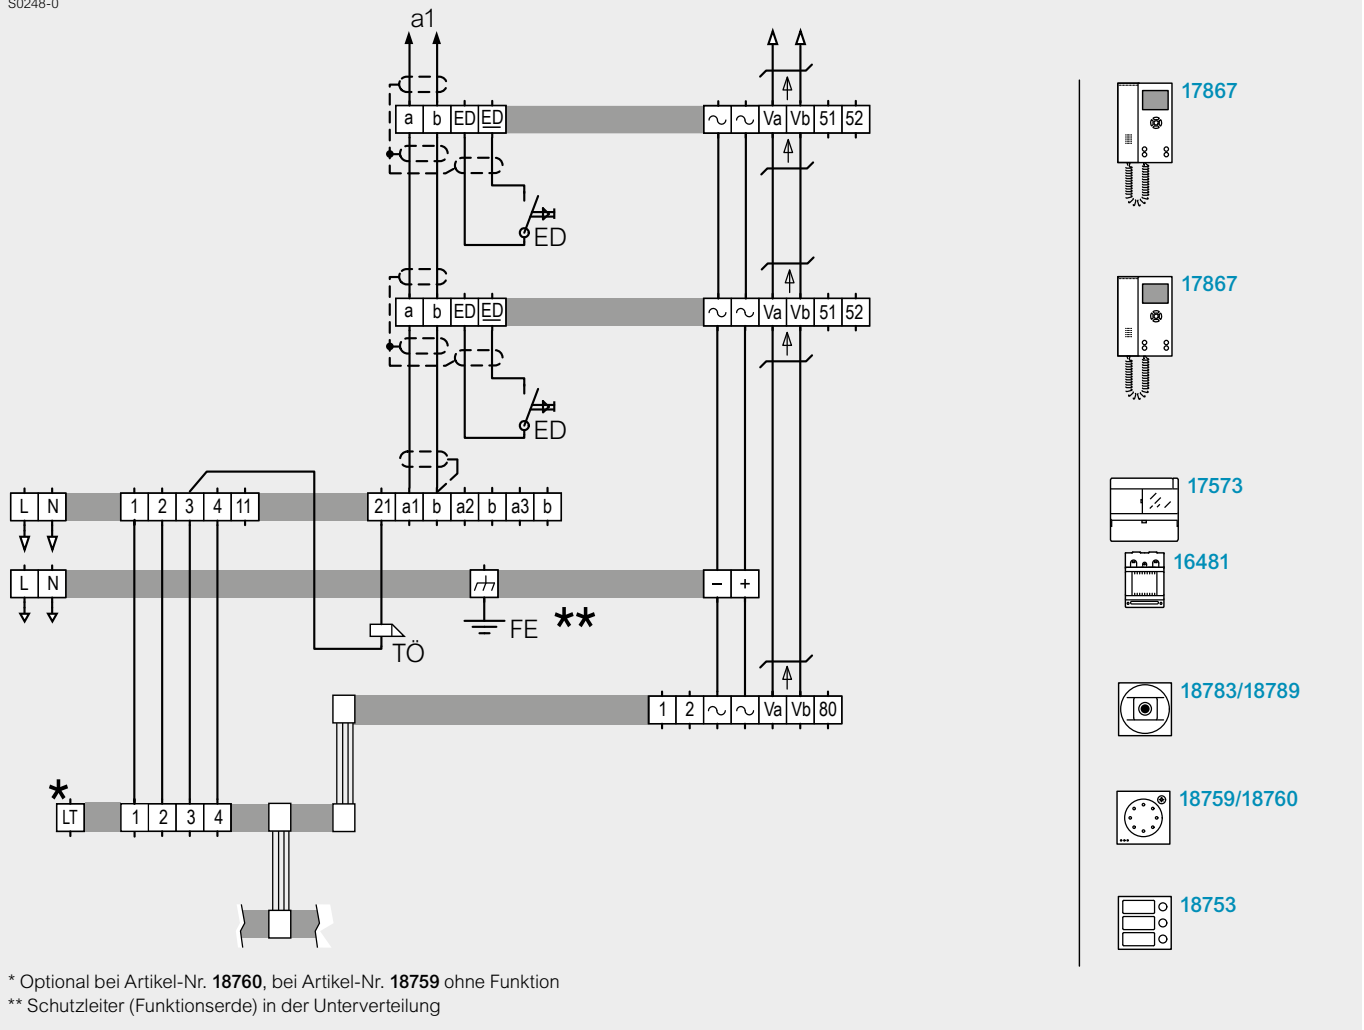 S0248-0
a1
a b ED ED Va Vb 51 52
17867
ED
a b ED ED Va Vb 51 52
17867
ED
L N 1 2 3 4 11 21 a1 b a2 b a3 b
17573
L N - +
16481
FE **
TÖ
1 2 Va Vb 80
18783/18789
*
LT 1 2 3 4
18759/18760
18753
* Optional bei Artikel-Nr. 18760, bei Artikel-Nr. 18759 ohne Funktion
** Schutzleiter (Funktionserde) in der Unterverteilung